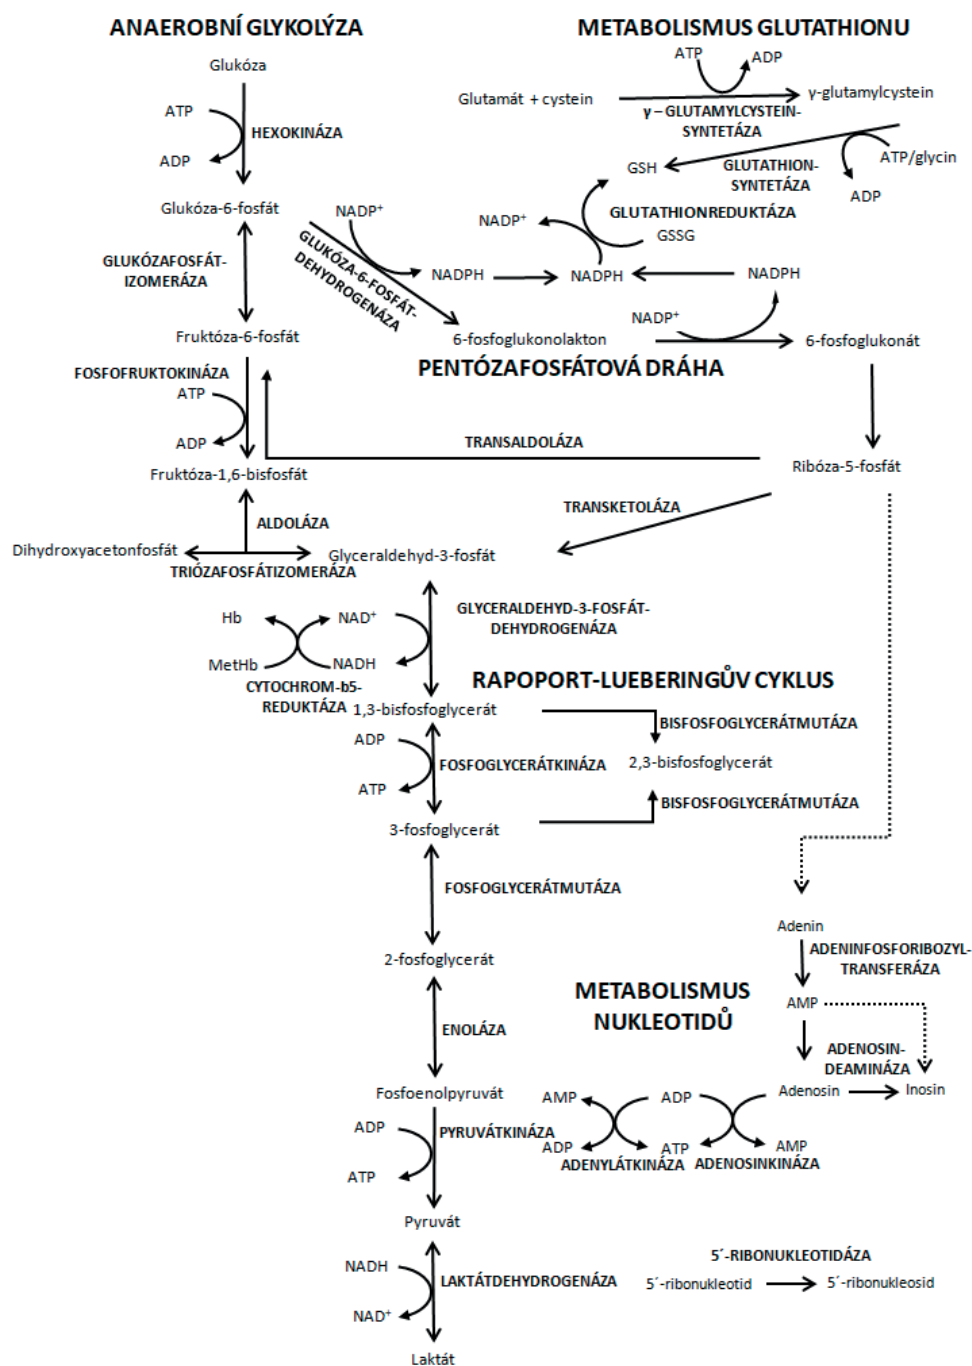 ANAEROBNÍ GLYKOLÝZA
METABOLISMUS GLUTATHIONU
Glukóza
ATP
HEXOKINÁZA
ADP
Glukóza-6-fosfát
ATP
ADP
Glutamát + cystein
γ-glutamylcystein
γ – GLUTAMYLCYSTEIN-
SYNTETÁZA
GSH
GLUTATHION-
SYNTETÁZA
ATP/glycin
ADP
NADP⁺
GLUTATHIONREDUKTÁZA
GSSG
NADP⁺
GLUKÓZA-6-FOSFÁT-
DEHYDROGENÁZA
NADPH
NADPH
NADPH
GLUKÓZAFOSFÁT-
IZOMERÁZA
Fruktóza-6-fosfát
6-fosfoglukonolakton
NADP⁺
6-fosfoglukonát
PENTÓZAFOSFÁTOVÁ DRÁHA
FOSFOFRUKTOKINÁZA
ATP
ADP
Fruktóza-1,6-bisfosfát
TRANSALDOLÁZA
Ribóza-5-fosfát
TRANSKETOLÁZA
ALDOLÁZA
Dihydroxyacetonfosfát
Glyceraldehyd-3-fosfát
TRIÓZAFOSFÁTIZOMERÁZA
Hb
NAD⁺
MetHb
NADH
GLYCERALDEHYD-3-FOSFÁT-
DEHYDROGENÁZA
CYTOCHROM-b5-
REDUKTÁZA
RAPOPORT-LUEBERINGŮV CYKLUS
1,3-bisfosfoglycerát
BISFOSFOGLYCERÁTMUTÁZA
ADP
FOSFOGLYCERÁTKINÁZA
2,3-bisfosfoglycerát
ATP
BISFOSFOGLYCERÁTMUTÁZA
3-fosfoglycerát
FOSFOGLYCERÁTMUTÁZA
2-fosfoglycerát
ENOLÁZA
Fosfoenolpyruvát
ADP
PYRUVÁTKINÁZA
ATP
Pyruvát
NADH
LAKTÁTDEHYDROGENÁZA
NAD⁺
Laktát
Adenin
ADENINFOSFORIBOZYL-
TRANSFERÁZA
METABOLISMUS
NUKLEOTIDŮ
AMP
ADENOSIN-
DEAMINÁZA
AMP
ADP
Adenosin
Inosin
ADP
ATP
AMP
ADENYLÁTKINÁZA
ADENOSINKINÁZA
5´-RIBONUKLEOTIDÁZA
5´-ribonukleotid
5´-ribonukleosid